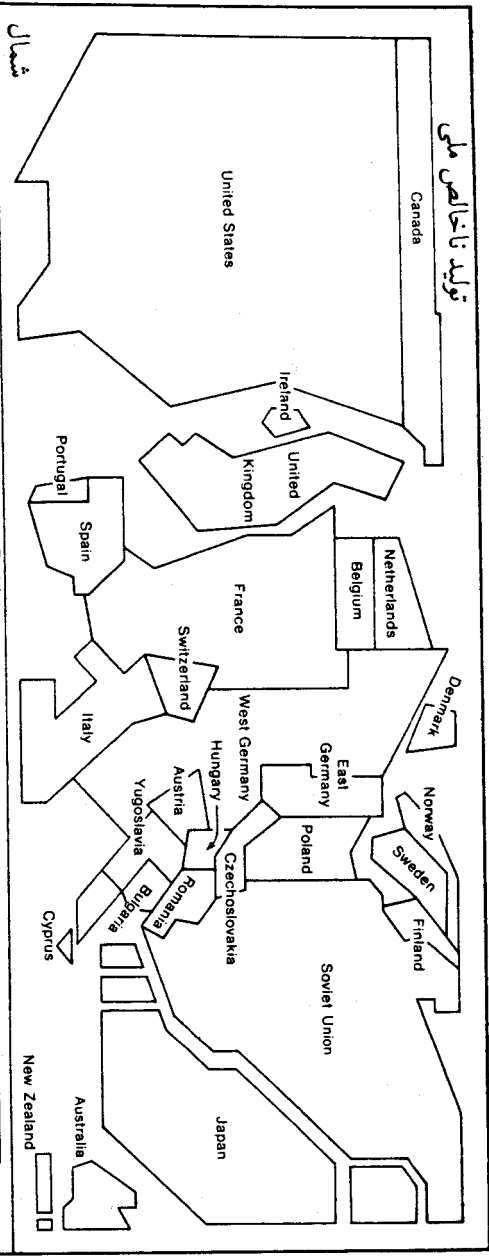 تولید ناخالص ملی
شمال
Canada
United States
Ireland
United
Kingdom
Portugal
Spain
France
Netherlands
Belgium
Switzerland
Italy
Denmark
West Germany
East
Germany
Norway
Sweden
Finland
Poland
Czechoslovakia
Hungary
Austria
Yugoslavia
Romania
Bulgaria
Cyprus
Soviet Union
Japan
Australia
New Zealand